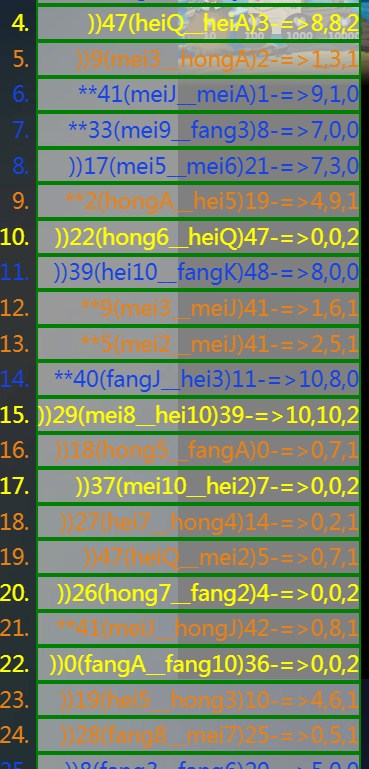 4. ))47(heiQ__heiA)3-=>8,8,2
5. ))9(mei3__hongA)2-=>1,3,1
6. **41(meiJ__meiA)1-=>9,1,0
7. **33(mei9__fang3)8-=>7,0,0
8. ))17(mei5__mei6)21-=>7,3,0
9. **2(hongA__hei5)19-=>4,9,1
10. ))22(hong6__heiQ)47-=>0,0,2
11. ))39(hei10__fangK)48-=>8,0,0
12. **9(mei3__meiJ)41-=>1,6,1
13. **5(mei2__meiJ)41-=>2,5,1
14. **40(fangJ__hei3)11-=>10,8,0
15. ))29(mei8__hei10)39-=>10,10,2
16. ))18(hong5__fangA)0->0,7,1
17. ))37(mei10__hei2)7-=>0,0,2
18. ))27(hei7__hong4)14-=>0,2,1
19. ))47(heiQ__mei2)5-=>0,7,1
20. ))26(hong7__fang2)4-=>0,0,2
21. **41(meiJ__hongJ)42-=>0,8,1
22. ))0(fangA__fang10)36-=>0,0,2
23. ))19(hei5__hong3)10-=>4,6,1
24. ))28(fang8__mei7)25-=>0,5,1